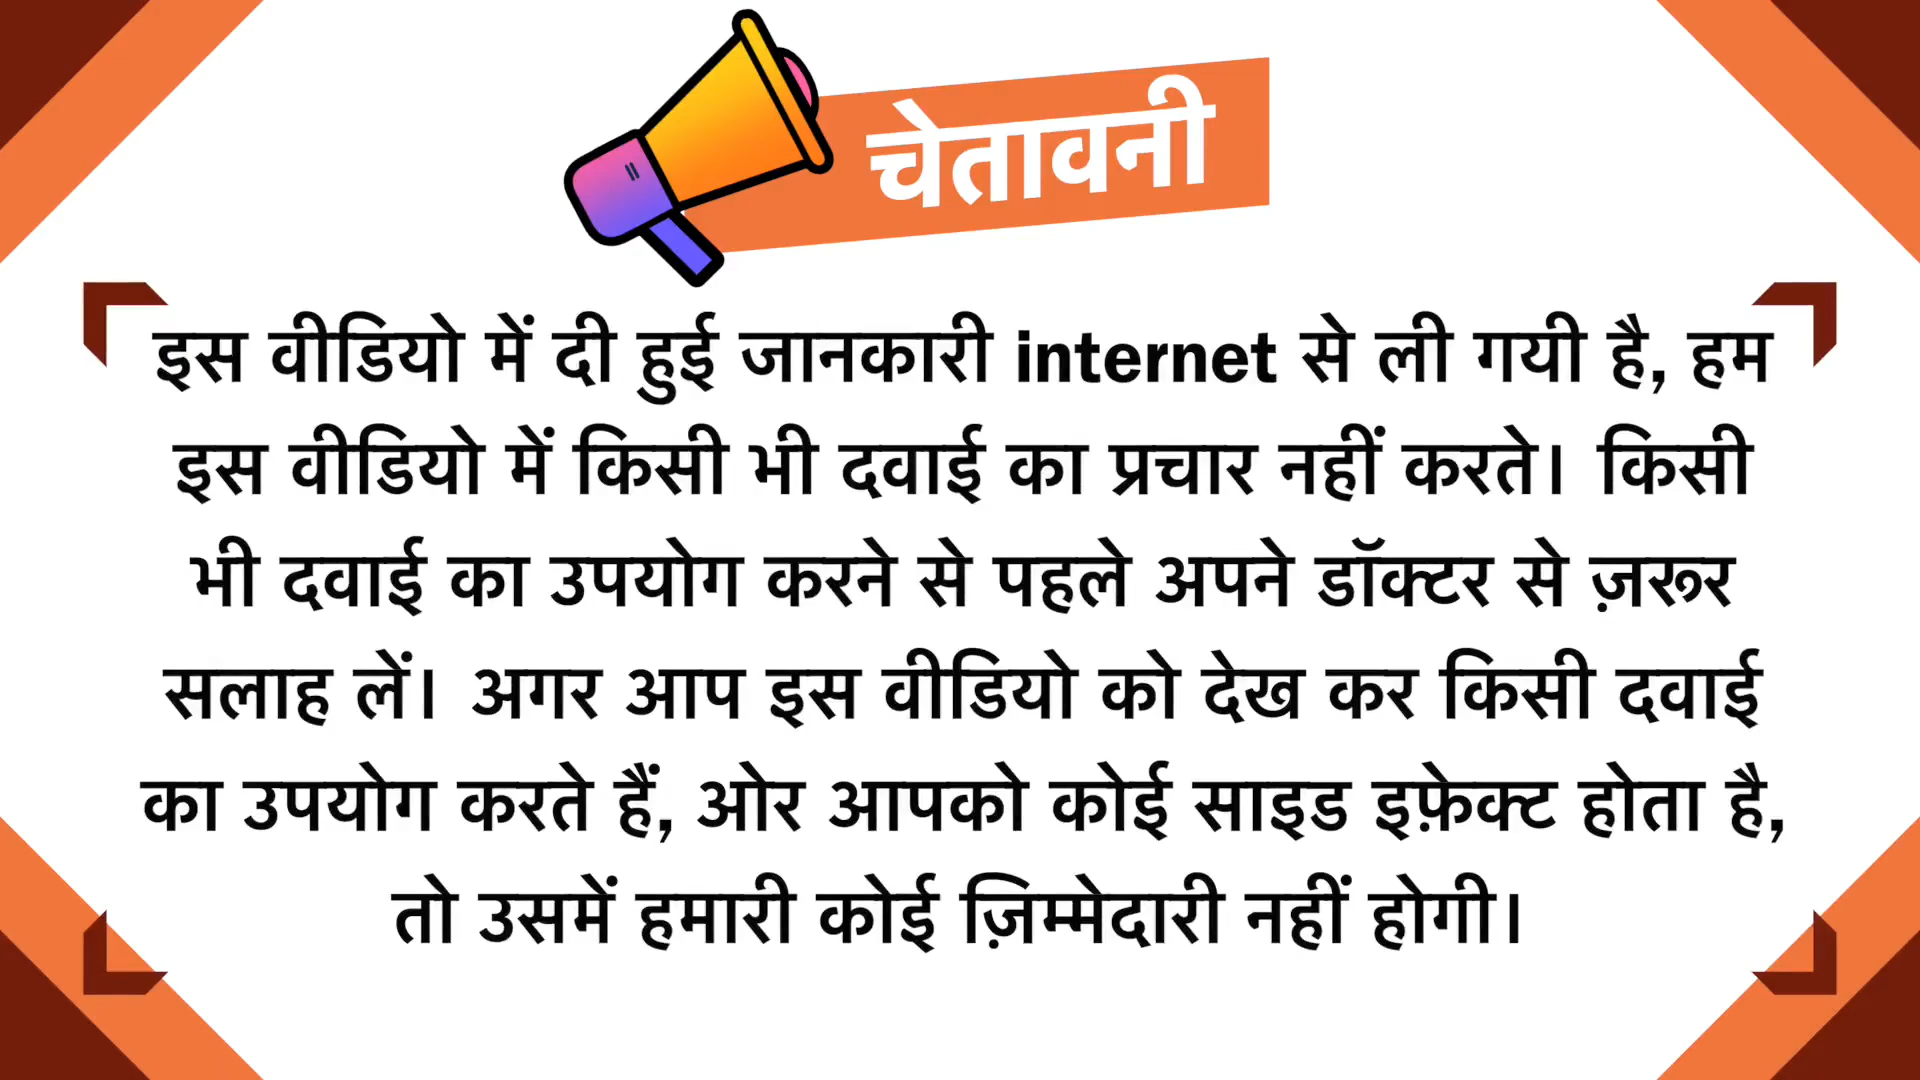 चेतावनी
इस वीडियो में दी हुई जानकारी internet से ली गयी है, हम
इस वीडियो में किसी भी दवाई का प्रचार नहीं करते। किसी
भी दवाई का उपयोग करने से पहले अपने डॉक्टर से ज़रूर
सलाह लें। अगर आप इस वीडियो को देख कर किसी दवाई
का उपयोग करते हैं, ओर आपको कोई साइड इफ़ेक्ट होता है,
तो उसमें हमारी कोई ज़िम्मेदारी नहीं होगी।